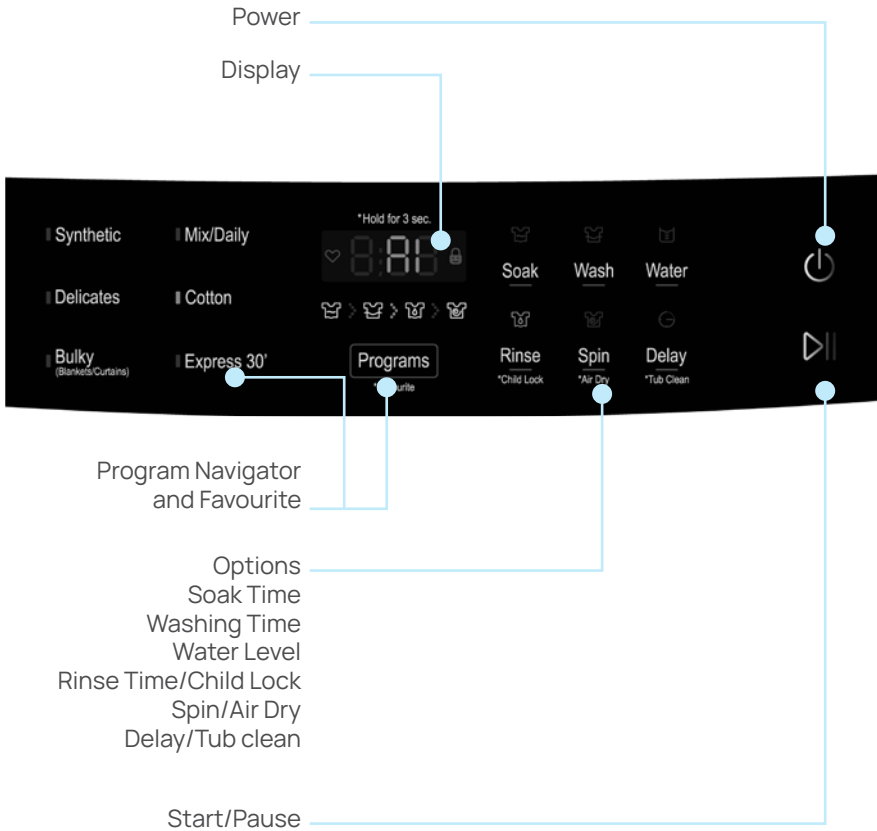 Power
Display
*Hold for 3 sec.
Synthetic
Mix/Daily
AI
Soak
Wash
Water
Delicates
Cotton
Bulky
(Blankets/Curtains)
Express 30'
Programs
Rinse
Spin
Delay
*Child Lock
*Air Dry
*Tub Clean
Program Navigator
and Favourite
Options
Soak Time
Washing Time
Water Level
Rinse Time/Child Lock
Spin/Air Dry
Delay/Tub clean
Start/Pause